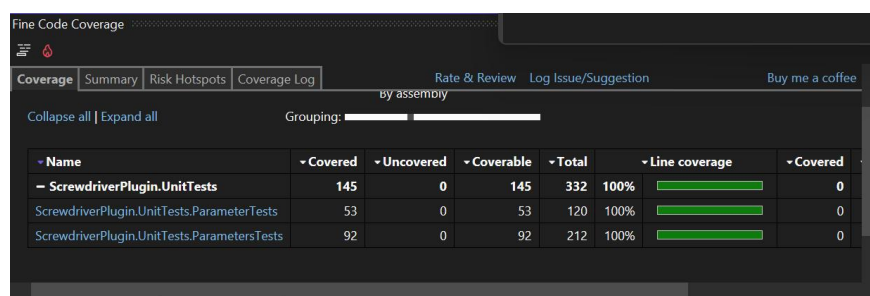 Fine Code Coverage
Coverage Summary Risk Hotspots Coverage Log Rate & Review Log Issue/Suggestion Buy me a coffee
By assembly
Collapse all | Expand all Grouping:
Name Covered Uncovered Coverable Total Line coverage Covered
– ScrewdriverPlugin.UnitTests 145 0 145 332 100% 0
ScrewdriverPlugin.UnitTests.ParameterTests 53 0 53 120 100% 0
ScrewdriverPlugin.UnitTests.ParametersTests 92 0 92 212 100% 0